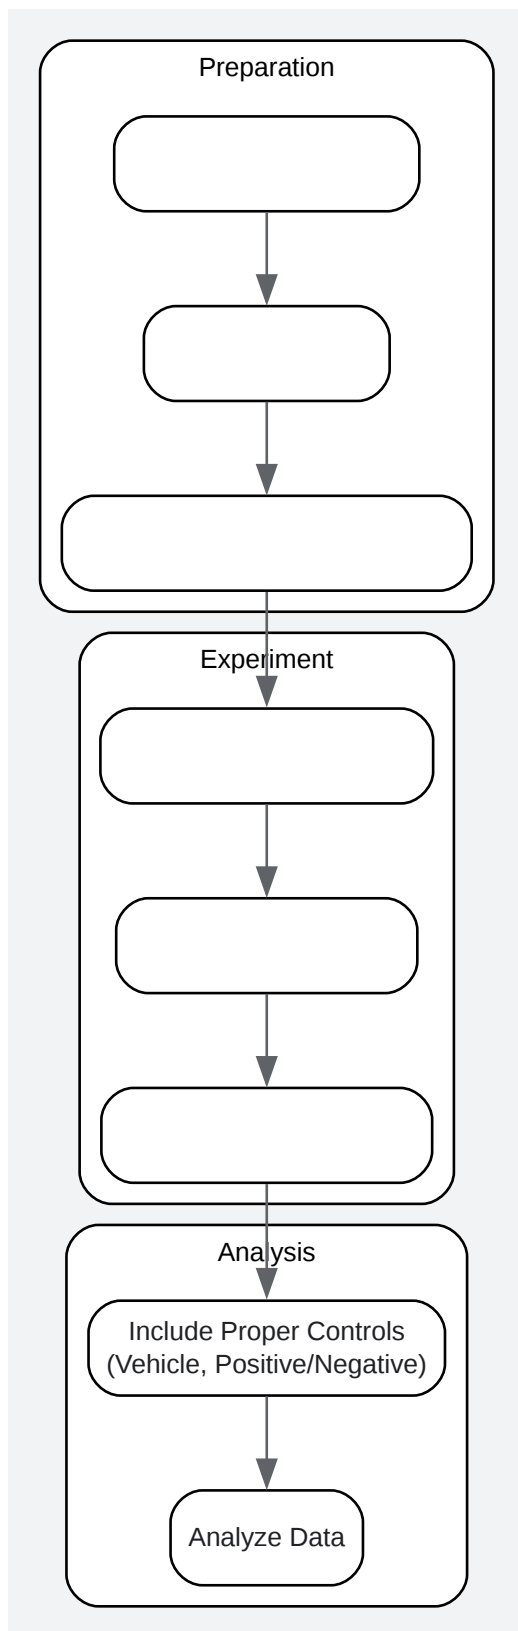 Preparation
Experiment
Analysis
Include Proper Controls
(Vehicle, Positive/Negative)
Analyze Data